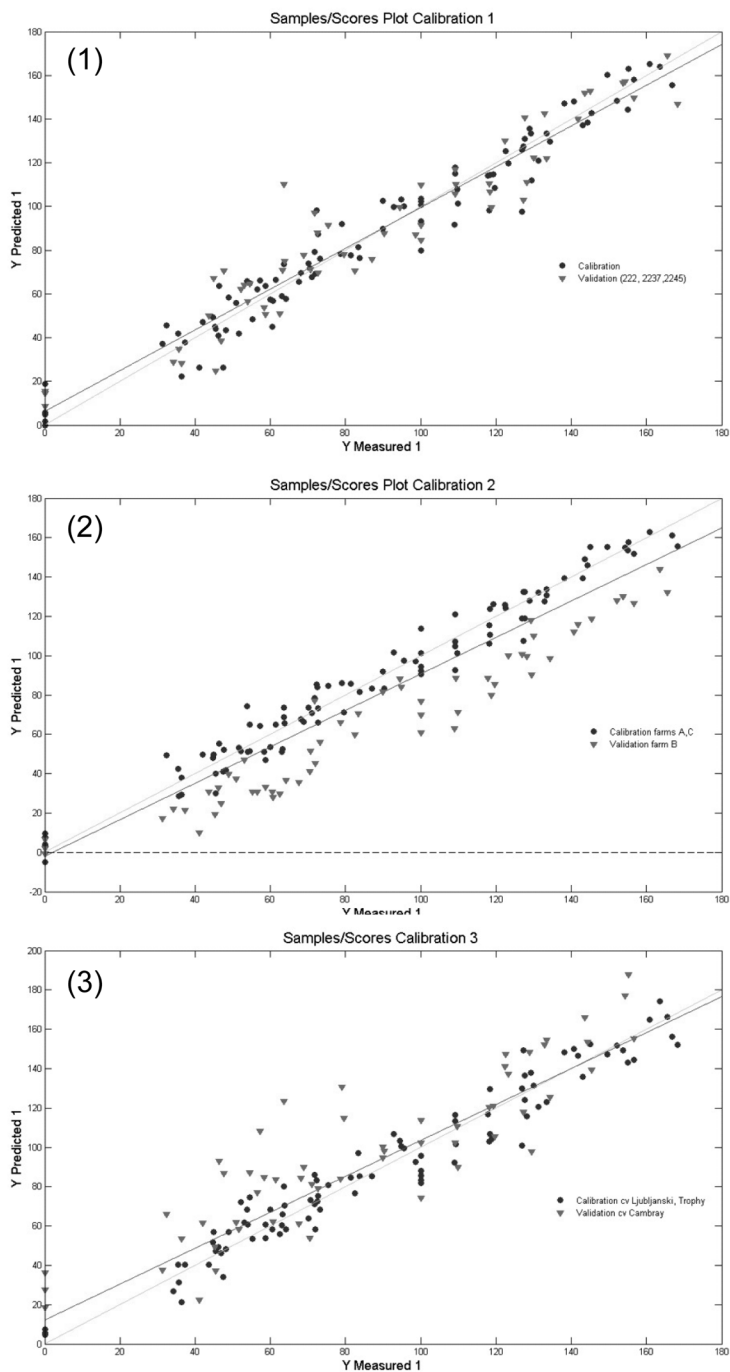 Samples/Scores Plot Calibration 1
(1)
180
160
140
120
100
80
60
40
20
0
Y Predicted 1
Calibration
Validation (222, 2237,2245)
0 20 40 60 80 100 120 140 160 180
Y Measured 1
Samples/Scores Plot Calibration 2
(2)
180
160
140
120
100
80
60
40
20
0
-20
Y Predicted 1
Calibration farms A,C
Validation farm B
0 20 40 60 80 100 120 140 160 180
Y Measured 1
Samples/Scores Calibration 3
(3)
200
180
160
140
120
100
80
60
40
20
0
Y Predicted 1
Calibration cv Ljubljanski, Trophy
Validation cv Cambray
0 20 40 60 80 100 120 140 160 180
Y Measured 1